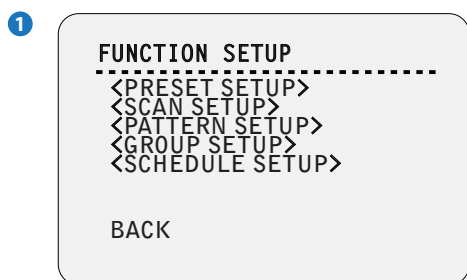 1
FUNCTION SETUP
<PRESET SETUP>
<SCAN SETUP>
<PATTERN SETUP>
<GROUP SETUP>
<SCHEDULE SETUP>
BACK